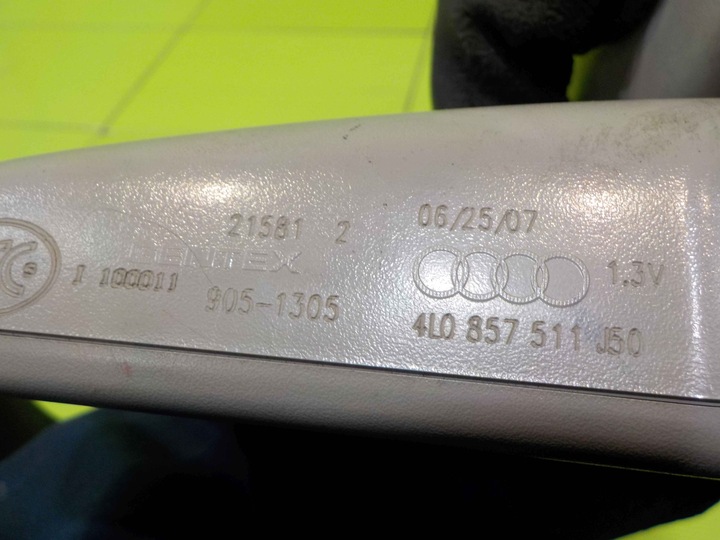 21581 2
GENTEX
I 100011
905-1305
06/25/07
1.3V
4L0 857 511 J50